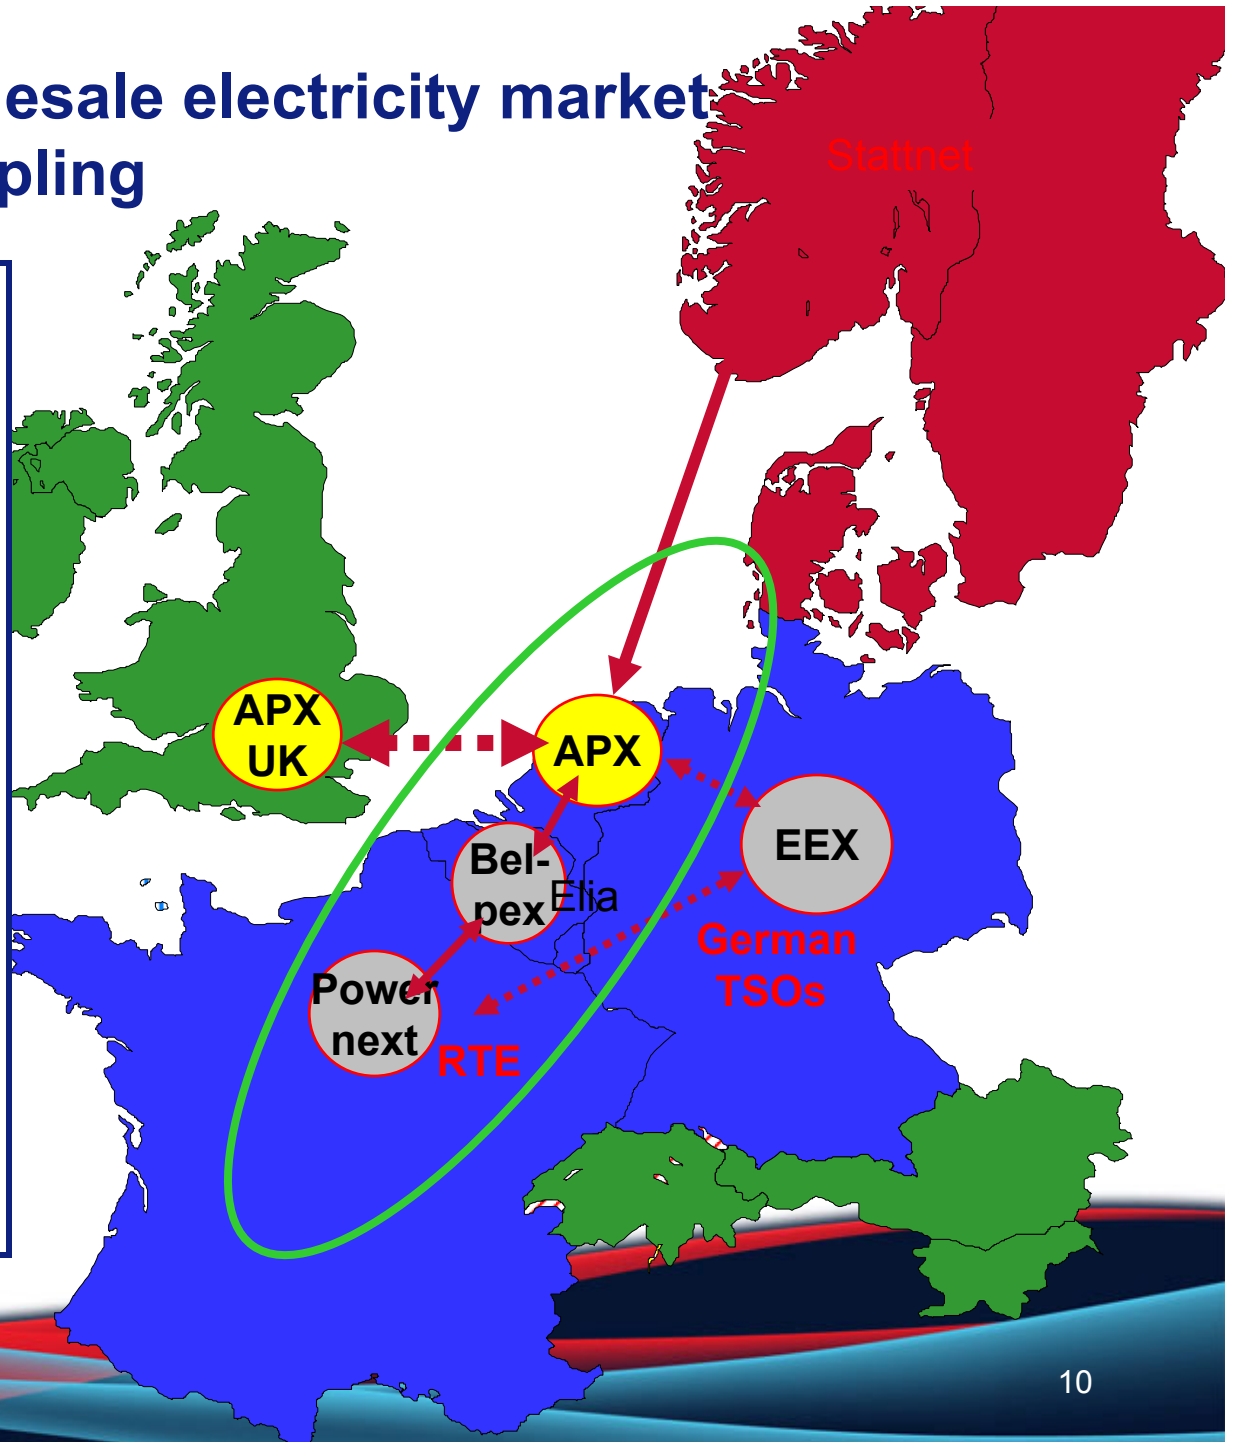 esale electricity market
pling
Stattnet
APX
UK
APX
EEX
Bel-
pex
Elia
German
TSOs
Power
next
RTE
10